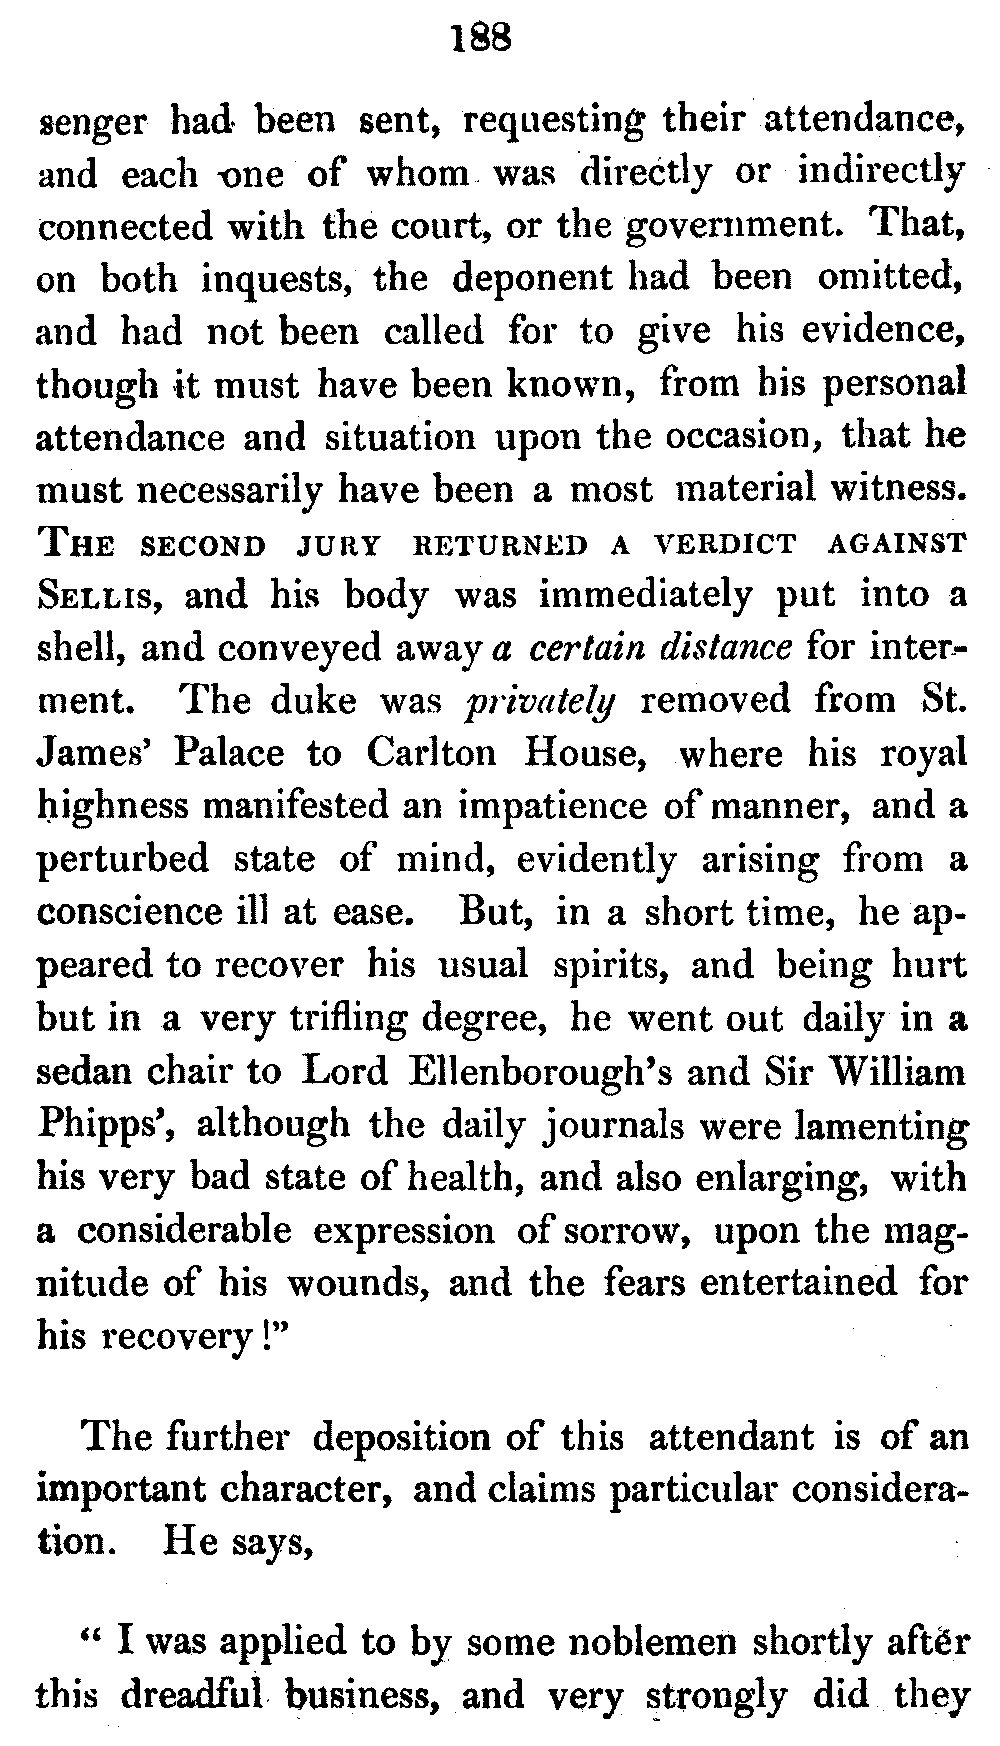 188
senger had been sent, requesting their attendance,
and each one of whom was directly or indirectly
connected with the court, or the government. That,
on both inquests, the deponent had been omitted,
and had not been called for to give his evidence,
though it must have been known, from his personal
attendance and situation upon the occasion, that he
must necessarily have been a most material witness.
THE SECOND JURY RETURNED A VERDICT AGAINST
SELLIS, and his body was immediately put into a
shell, and conveyed away a certain distance for inter-
ment. The duke was privately removed from St.
James' Palace to Carlton House, where his royal
highness manifested an impatience of manner, and a
perturbed state of mind, evidently arising from a
conscience ill at ease. But, in a short time, he ap-
peared to recover his usual spirits, and being hurt
but in a very trifling degree, he went out daily in a
sedan chair to Lord Ellenborough's and Sir William
Phipps', although the daily journals were lamenting
his very bad state of health, and also enlarging, with
a considerable expression of sorrow, upon the mag-
nitude of his wounds, and the fears entertained for
his recovery!"
The further deposition of this attendant is of an
important character, and claims particular considera-
tion. He says,
" I was applied to by some noblemen shortly after
this dreadful business, and very strongly did they